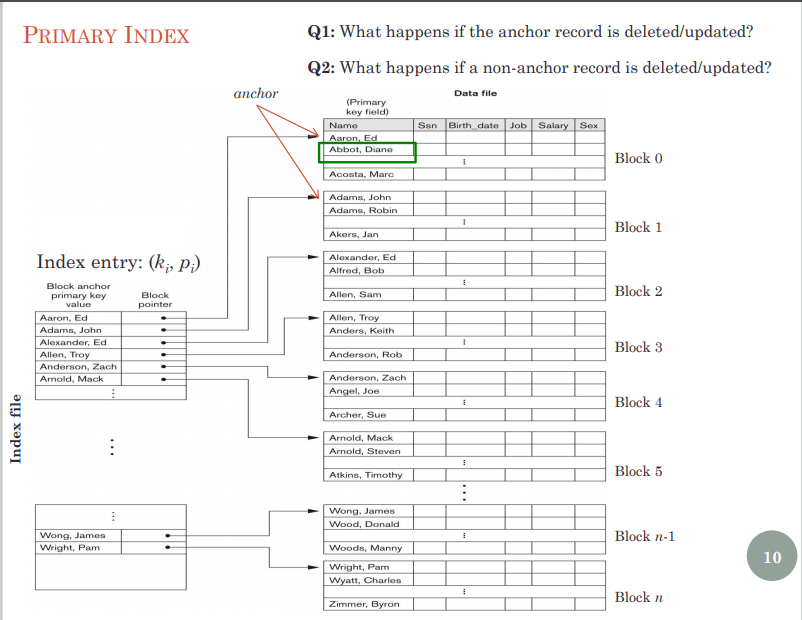 PRIMARY INDEX
Q1: What happens if the anchor record is deleted/updated?
Q2: What happens if a non-anchor record is deleted/updated?
anchor
Data file
(Primary
key field)
Name Ssn Birth_date Job Salary Sex
Aaron, Ed
Abbot, Diane
⋮
Acosta, Marc
Block 0
Adams, John
Adams, Robin
⋮
Akers, Jan
Block 1
Alexander, Ed
Alfred, Bob
⋮
Allen, Sam
Block 2
Allen, Troy
Anders, Keith
⋮
Anderson, Rob
Block 3
Anderson, Zach
Angel, Joe
⋮
Archer, Sue
Block 4
Arnold, Mack
Arnold, Steven
⋮
Atkins, Timothy
Block 5
⋮
Wong, James
Wood, Donald
⋮
Woods, Manny
Block n-1
Wright, Pam
Wyatt, Charles
⋮
Zimmer, Byron
Block n
Index entry: (ki, pi)
Block anchor
primary key
value
Block
pointer
Aaron, Ed
Adams, John
Alexander, Ed
Allen, Troy
Anderson, Zach
Arnold, Mack
⋮
⋮
⋮
Wong, James
Wright, Pam
Index file
10